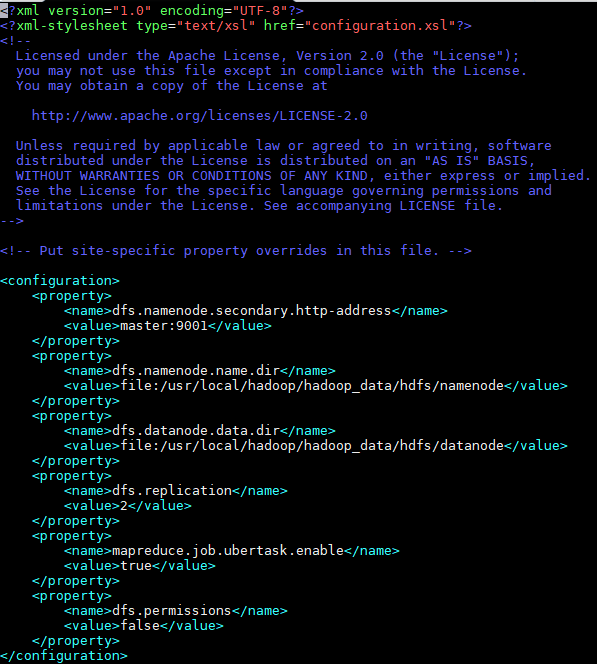 <?xml version="1.0" encoding="UTF-8"?>
<?xml-stylesheet type="text/xsl" href="configuration.xsl"?>
<!--
  Licensed under the Apache License, Version 2.0 (the "License");
  you may not use this file except in compliance with the License.
  You may obtain a copy of the License at

    http://www.apache.org/licenses/LICENSE-2.0

  Unless required by applicable law or agreed to in writing, software
  distributed under the License is distributed on an "AS IS" BASIS,
  WITHOUT WARRANTIES OR CONDITIONS OF ANY KIND, either express or implied.
  See the License for the specific language governing permissions and
  limitations under the License. See accompanying LICENSE file.
-->

<!-- Put site-specific property overrides in this file. -->

<configuration>
    <property>
        <name>dfs.namenode.secondary.http-address</name>
        <value>master:9001</value>
    </property>
    <property>
        <name>dfs.namenode.name.dir</name>
        <value>file:/usr/local/hadoop/hadoop_data/hdfs/namenode</value>
    </property>
    <property>
        <name>dfs.datanode.data.dir</name>
        <value>file:/usr/local/hadoop/hadoop_data/hdfs/datanode</value>
    </property>
    <property>
        <name>dfs.replication</name>
        <value>2</value>
    </property>
    <property>
        <name>mapreduce.job.ubertask.enable</name>
        <value>true</value>
    </property>
    <property>
        <name>dfs.permissions</name>
        <value>false</value>
    </property>
</configuration>